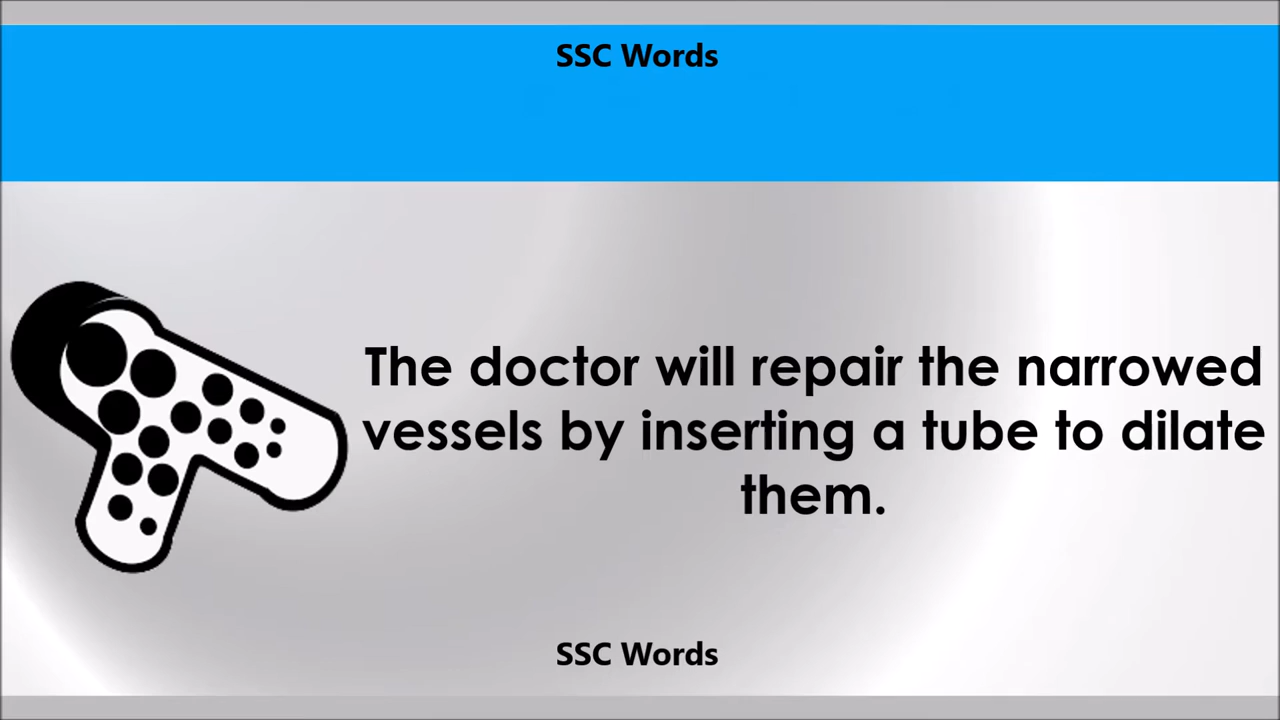 SSC Words
The doctor will repair the narrowed
vessels by inserting a tube to dilate
them.
SSC Words